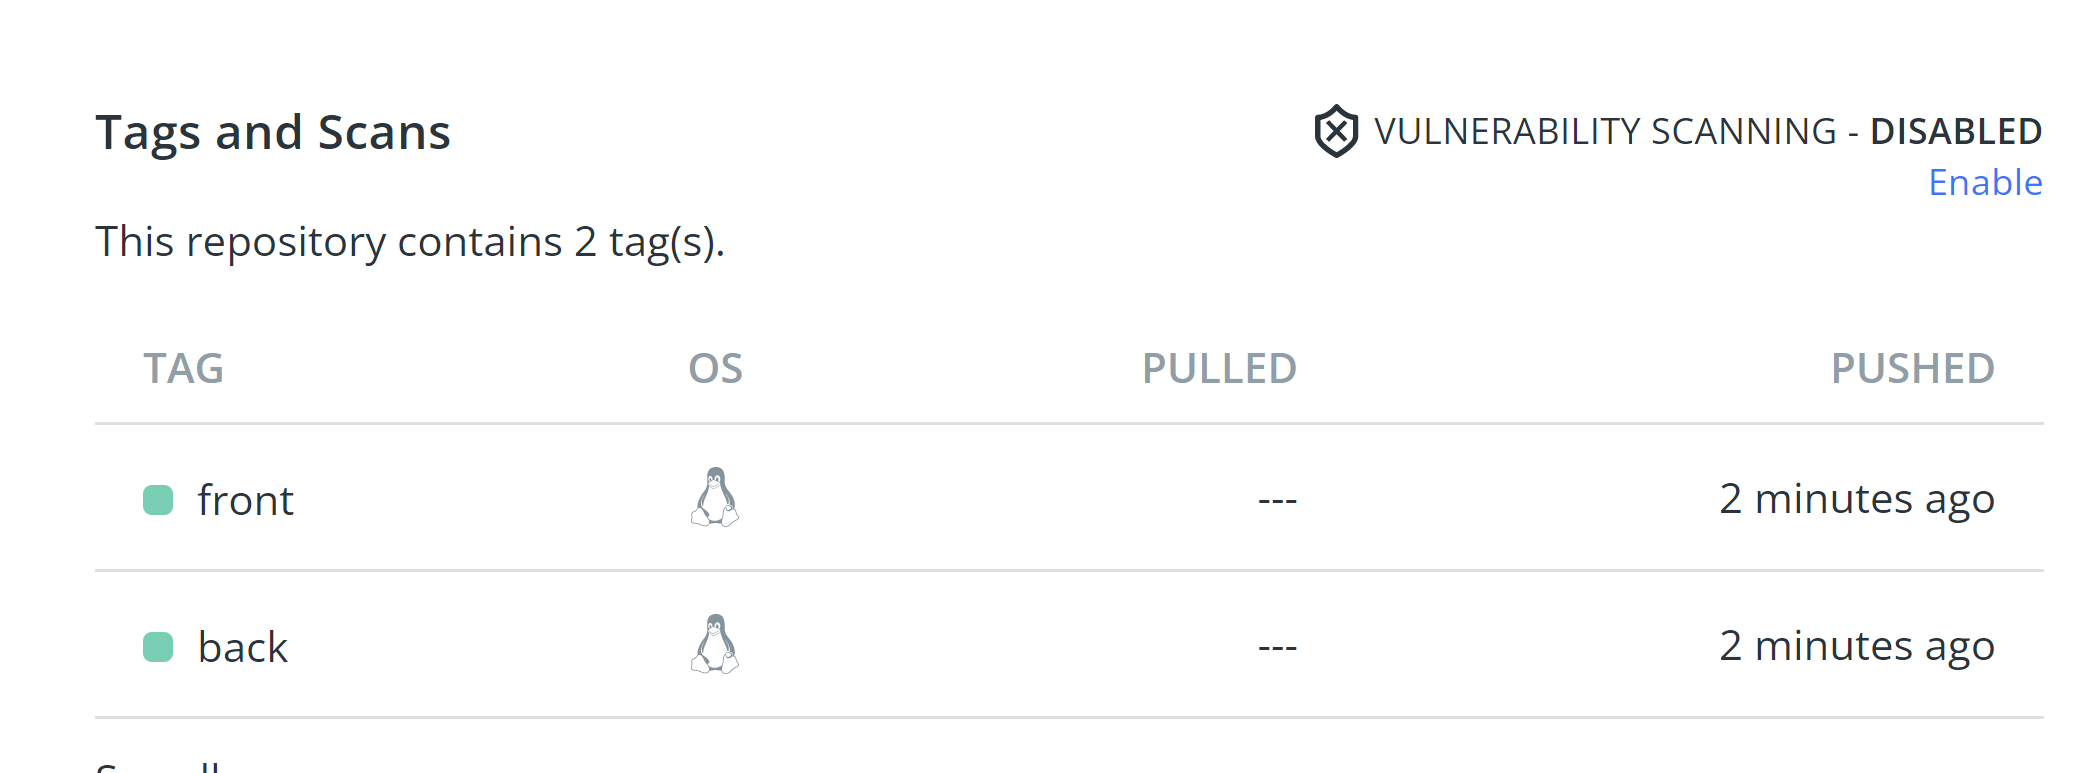 Tags and Scans
VULNERABILITY SCANNING - DISABLED
Enable
This repository contains 2 tag(s).
TAG OS PULLED PUSHED
front --- 2 minutes ago
back --- 2 minutes ago